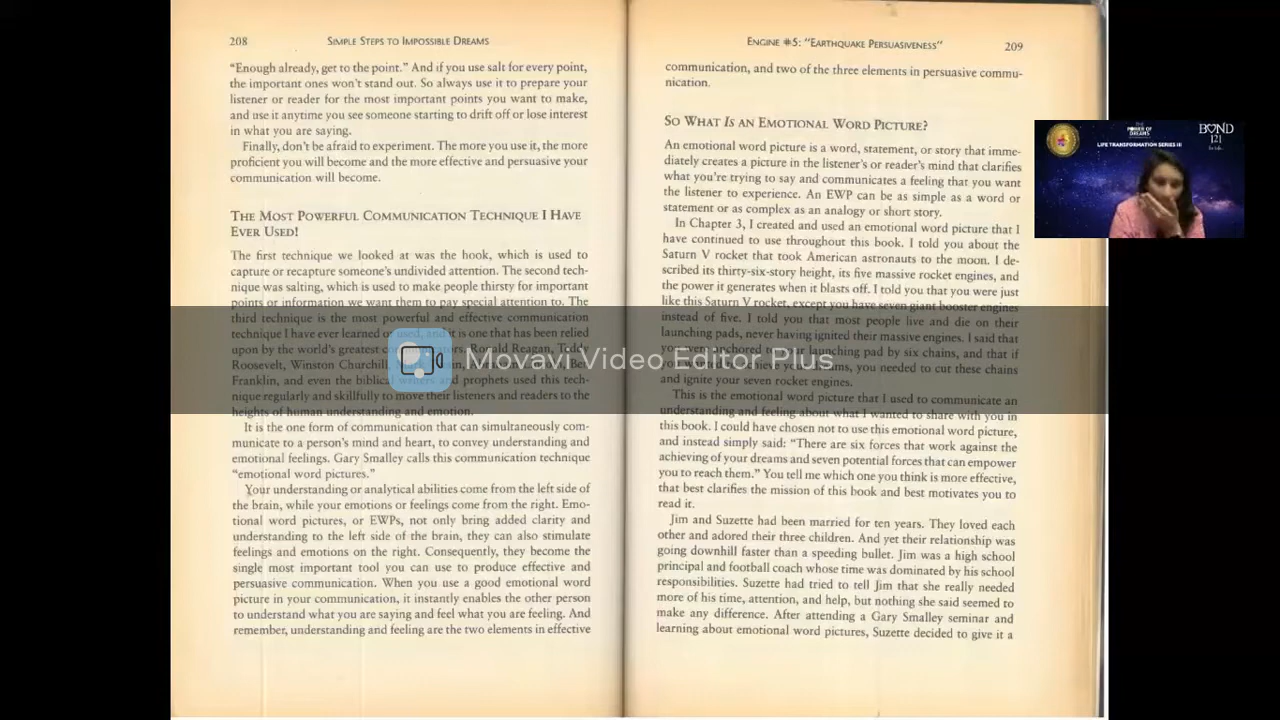 208
SIMPLE STEPS TO IMPOSSIBLE DREAMS
“Enough already, get to the point.” And if you use salt for every point,
the important ones won’t stand out. So always use it to prepare your
listener or reader for the most important points you want to make,
and use it anytime you see someone starting to drift off or lose interest
in what you are saying.
Finally, don’t be afraid to experiment. The more you use it, the more
proficient you will become and the more effective and persuasive your
communication will become.
THE MOST POWERFUL COMMUNICATION TECHNIQUE I HAVE
EVER USED!
The first technique we looked at was the hook, which is used to
capture or recapture someone’s undivided attention. The second tech-
nique was salting, which is used to make people thirsty for important
points or information we want them to pay special attention to. The
third technique is the most powerful and effective communication
technique I have ever learned or used, and it is one that has been relied
upon by the world’s greatest Ronald Reagan, Teddy
Roosevelt, Winston Churchill, Ben
Franklin, and even the biblical writers and prophets used this tech-
nique regularly and skillfully to move their listeners and readers to the
heights of human understanding and emotion.
It is the one form of communication that can simultaneously com-
municate to a person’s mind and heart, to convey understanding and
emotional feelings. Gary Smalley calls this communication technique
“emotional word pictures.”
Your understanding or analytical abilities come from the left side of
the brain, while your emotions or feelings come from the right. Emo-
tional word pictures, or EWPs, not only bring added clarity and
understanding to the left side of the brain, they can also stimulate
feelings and emotions on the right. Consequently, they become the
single most important tool you can use to produce effective and
persuasive communication. When you use a good emotional word
picture in your communication, it instantly enables the other person
to understand what you are saying and feel what you are feeling. And
remember, understanding and feeling are the two elements in effective
ENGINE #5: “EARTHQUAKE PERSUASIVENESS”
209
communication, and two of the three elements in persuasive commu-
nication.
SO WHAT IS AN EMOTIONAL WORD PICTURE?
An emotional word picture is a word, statement, or story that imme-
diately creates a picture in the listener’s or reader’s mind that clarifies
what you’re trying to say and communicates a feeling that you want
the listener to experience. An EWP can be as simple as a word or
statement or as complex as an analogy or short story.
In Chapter 3, I created and used an emotional word picture that I
have continued to use throughout this book. I told you about the
Saturn V rocket that took American astronauts to the moon. I de-
scribed its thirty-six-story height, its five massive rocket engines, and
the power it generates when it blasts off. I told you that you were just
like this Saturn V rocket, except you have seven giant booster engines
instead of five. I told you that most people live and die on their
launching pads, never having ignited their massive engines. I said that
you were anchored to your launching pad by six chains, and that if
you wanted to achieve your dreams, you needed to cut these chains
and ignite your seven rocket engines.
This is the emotional word picture that I used to communicate an
understanding and feeling about what I wanted to share with you in
this book. I could have chosen not to use this emotional word picture,
and instead simply said: “There are six forces that work against the
achieving of your dreams and seven potential forces that can empower
you to reach them.” You tell me which one you think is more effective,
that best clarifies the mission of this book and best motivates you to
read it.
Jim and Suzette had been married for ten years. They loved each
other and adored their three children. And yet their relationship was
going downhill faster than a speeding bullet. Jim was a high school
principal and football coach whose time was dominated by his school
responsibilities. Suzette had tried to tell Jim that she really needed
more of his time, attention, and help, but nothing she said seemed to
make any difference. After attending a Gary Smalley seminar and
learning about emotional word pictures, Suzette decided to give it a
Movavi Video Editor Plus
THE
POWER OF
DREAMS
LIFE TRANSFORMATION SERIES III
BOND
121